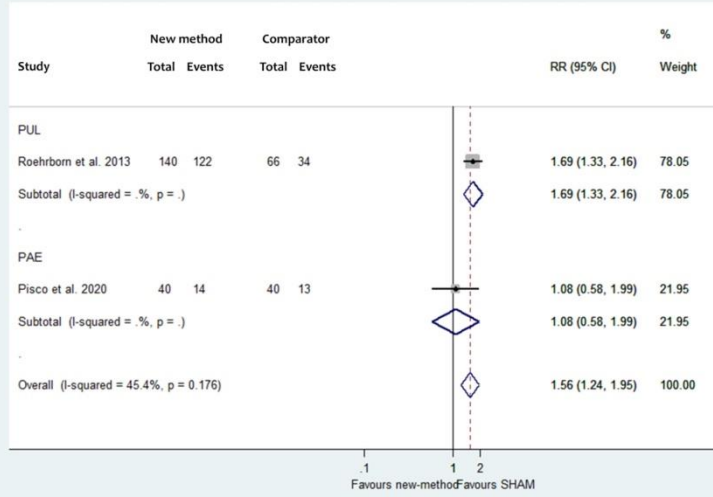 New method Comparator %
Study Total Events Total Events RR (95% CI) Weight
PUL
Roehrborn et al. 2013 140 122 66 34 1.69 (1.33, 2.16) 78.05
Subtotal (I-squared = .%, p = .) 1.69 (1.33, 2.16) 78.05
.
PAE
Pisco et al. 2020 40 14 40 13 1.08 (0.58, 1.99) 21.95
Subtotal (I-squared = .%, p = .) 1.08 (0.58, 1.99) 21.95
.
Overall (I-squared = 45.4%, p = 0.176) 1.56 (1.24, 1.95) 100.00
.1 1 2
Favours new-method Favours SHAM